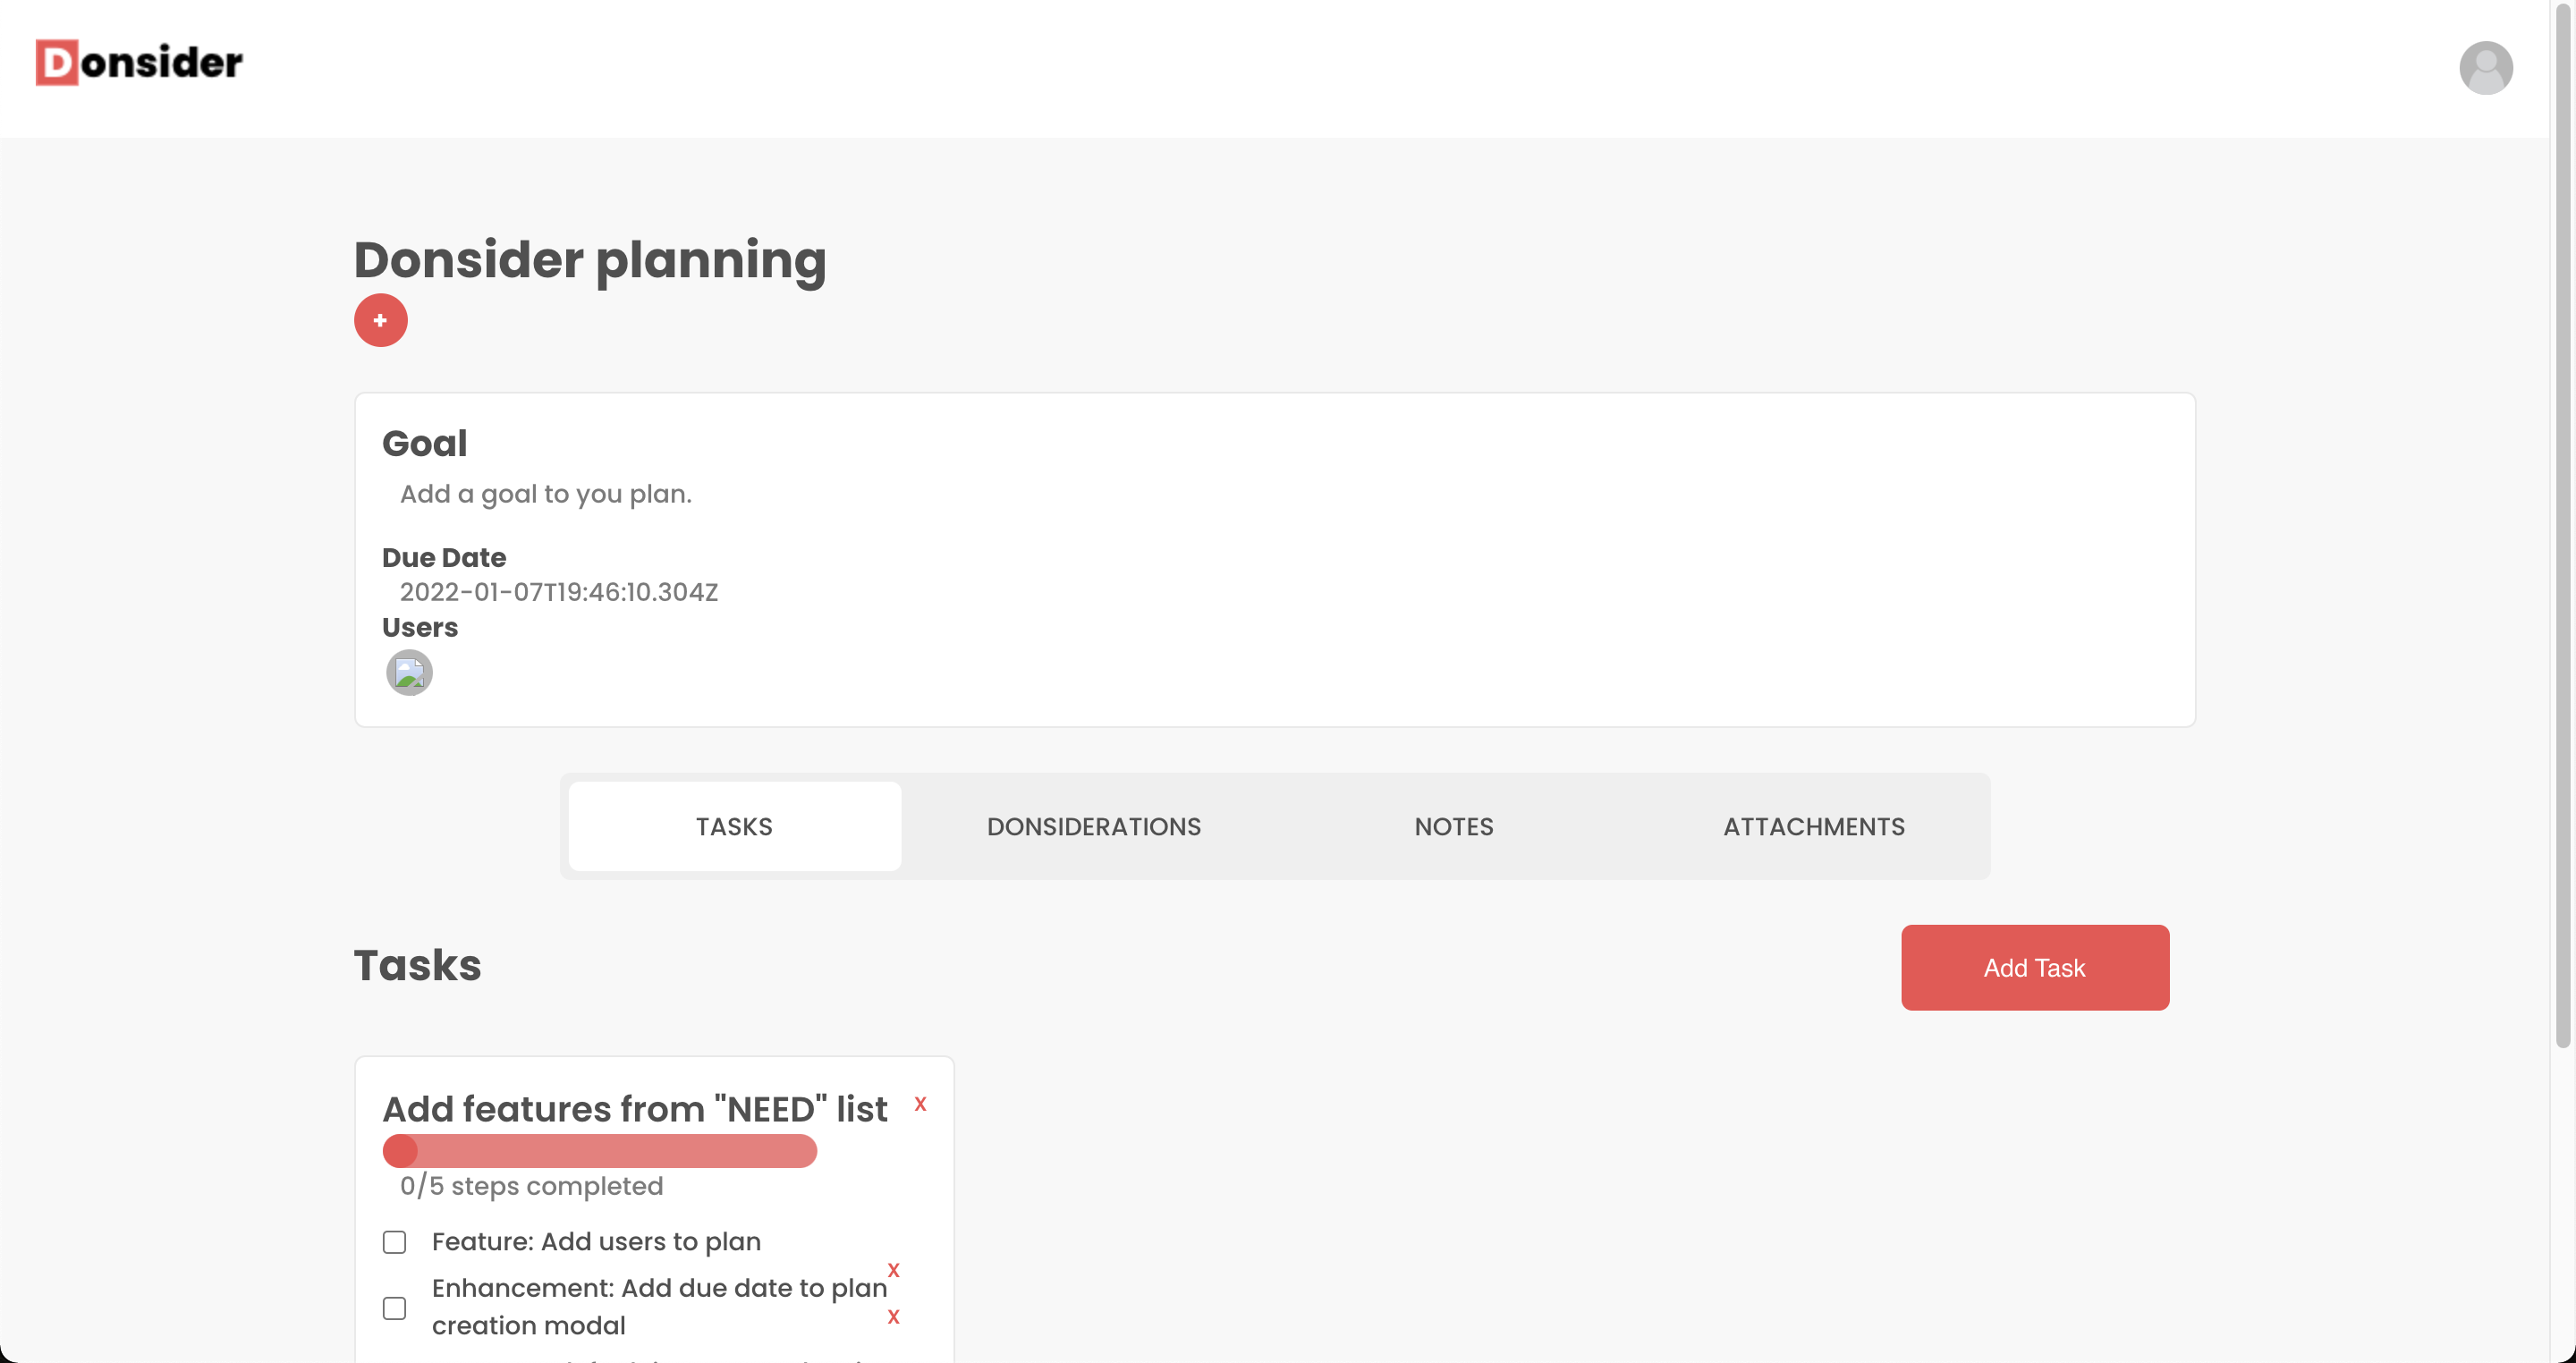 Donsider
Donsider planning
+
Goal
Add a goal to you plan.
Due Date
2022-01-07T19:46:10.304Z
Users
TASKS
DONSIDERATIONS
NOTES
ATTACHMENTS
Tasks
Add Task
Add features from "NEED" list
x
0/5 steps completed
Feature: Add users to plan
x
Enhancement: Add due date to plan
creation modal
x